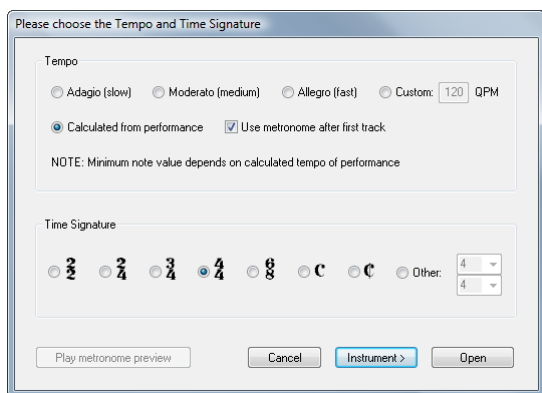 Please choose the Tempo and Time Signature
Tempo
Adagio (slow) Moderato (medium) Allegro (fast) Custom: 120 QPM
Calculated from performance Use metronome after first track
NOTE: Minimum note value depends on calculated tempo of performance
Time Signature
2/2 2/4 3/4 4/4 6/8 C ¢ Other: 4
4
Play metronome preview Cancel Instrument > Open